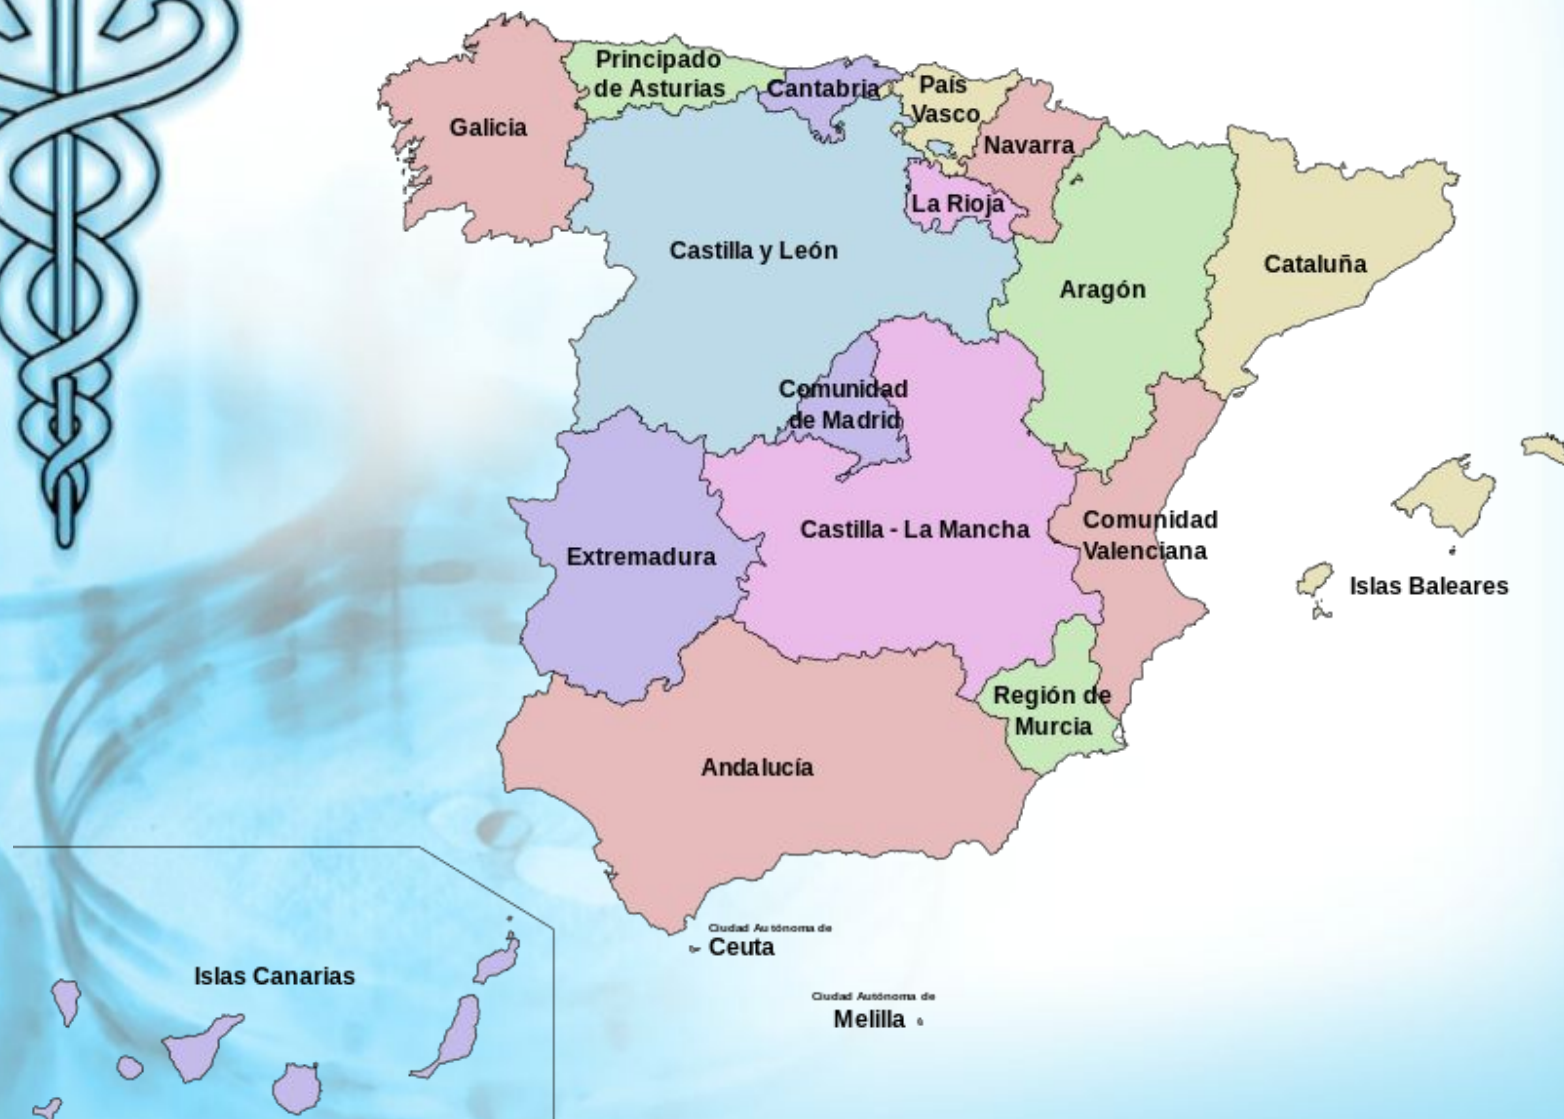 Principado
de Asturias
Cantabria
País
Vasco
Galicia
Navarra
La Rioja
Castilla y León
Aragón
Cataluña
Comunidad
de Madrid
Castilla - La Mancha
Comunidad
Valenciana
Extremadura
Islas Baleares
Región de
Murcia
Andalucía
Ciudad Autónoma de
Ceuta
Islas Canarias
Ciudad Autónoma de
Melilla